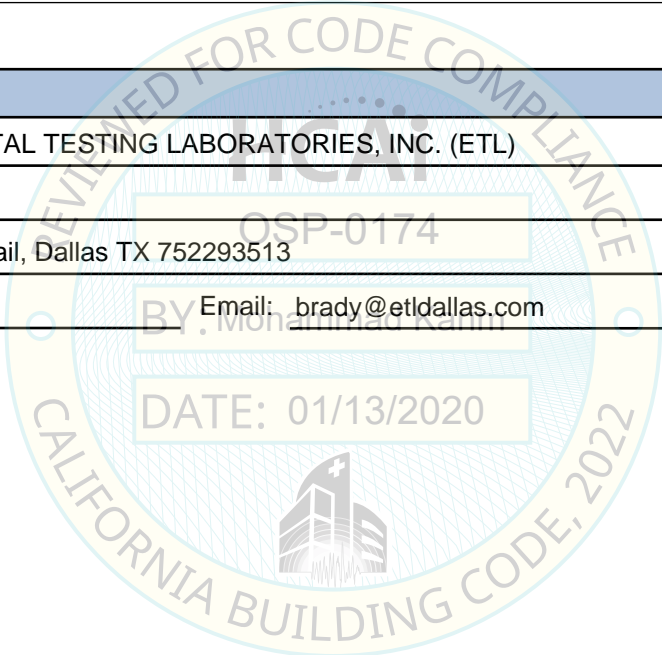 REVIEWED FOR CODE COMPLIANCE
HCAi
TAL TESTING LABORATORIES, INC. (ETL)
OSP-0174
ail, Dallas TX 752293513
Email: brady@etldallas.com
BY: Mohammad Karim
DATE: 01/13/2020
CALIFORNIA BUILDING CODE, 2022